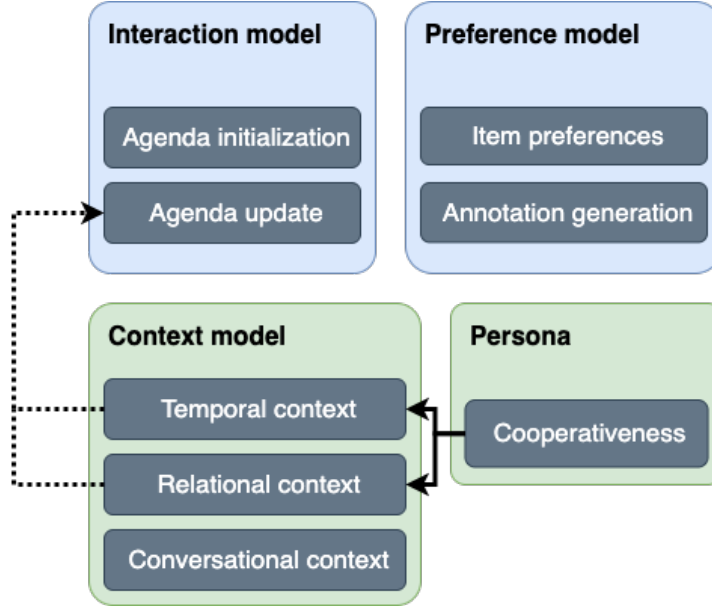 Interaction model
Agenda initialization
Agenda update
Preference model
Item preferences
Annotation generation
Context model
Temporal context
Relational context
Conversational context
Persona
Cooperativeness